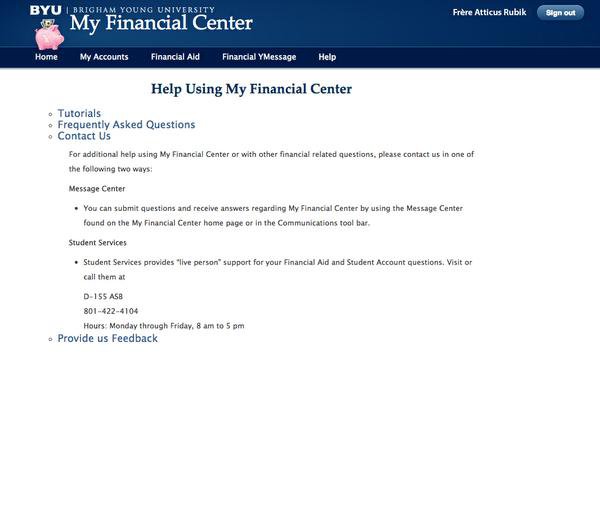 BYU | BRIGHAM YOUNG UNIVERSITY
My Financial Center
Frère Atticus Rubik
Sign out
Home My Accounts Financial Aid Financial YMessage Help
Help Using My Financial Center
Tutorials
Frequently Asked Questions
Contact Us
For additional help using My Financial Center or with other financial related questions, please contact us in one of
the following two ways:
Message Center
• You can submit questions and receive answers regarding My Financial Center by using the Message Center
found on the My Financial Center home page or in the Communications tool bar.
Student Services
• Student Services provides “live person” support for your Financial Aid and Student Account questions. Visit or
call them at
D-155 ASB
801-422-4104
Hours: Monday through Friday, 8 am to 5 pm
Provide us Feedback